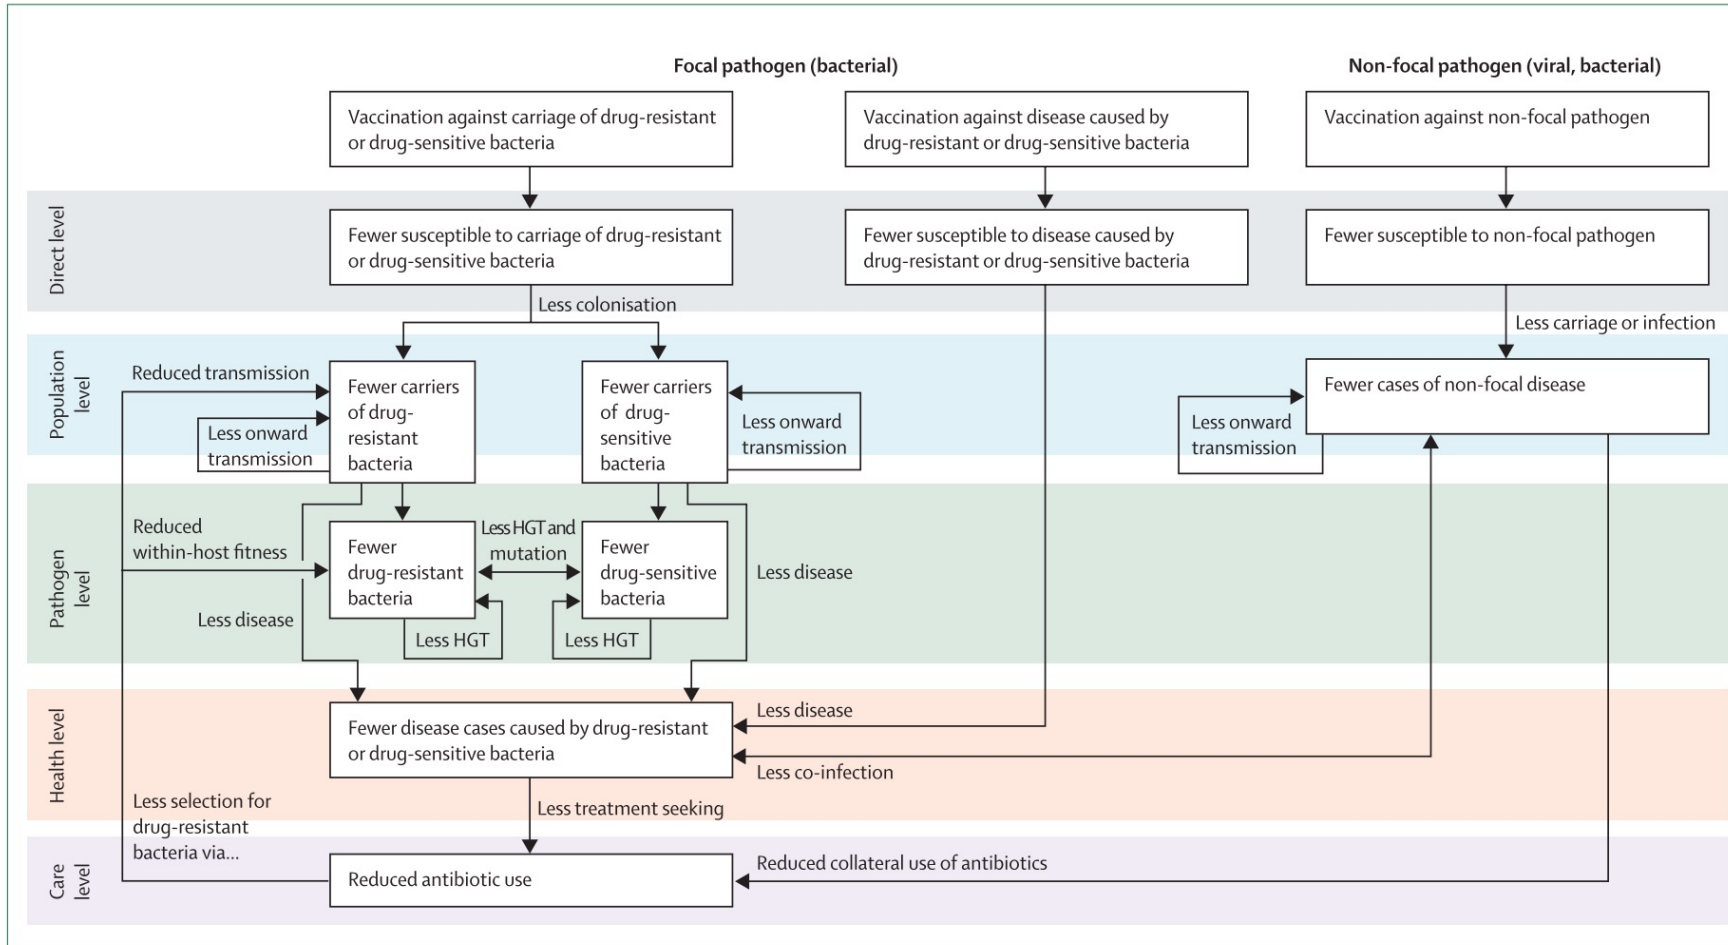 Focal pathogen (bacterial)
Non-focal pathogen (viral, bacterial)
Vaccination against carriage of drug-resistant
or drug-sensitive bacteria
Vaccination against disease caused by
drug-resistant or drug-sensitive bacteria
Vaccination against non-focal pathogen
Direct level
Fewer susceptible to carriage of drug-resistant
or drug-sensitive bacteria
Fewer susceptible to disease caused by
drug-resistant or drug-sensitive bacteria
Fewer susceptible to non-focal pathogen
Less colonisation
Less carriage or infection
Population
level
Reduced transmission
Less onward
transmission
Fewer carriers
of drug-
resistant
bacteria
Fewer carriers
of drug-
sensitive
bacteria
Less onward
transmission
Fewer cases of non-focal disease
Less onward
transmission
Pathogen
level
Reduced
within-host fitness
Fewer
drug-resistant
bacteria
Less HGT and
mutation
Fewer
drug-sensitive
bacteria
Less disease
Less disease
Less HGT
Less HGT
Health level
Fewer disease cases caused by drug-resistant
or drug-sensitive bacteria
Less disease
Less co-infection
Less treatment seeking
Less selection for
drug-resistant
bacteria via...
Care
level
Reduced antibiotic use
Reduced collateral use of antibiotics